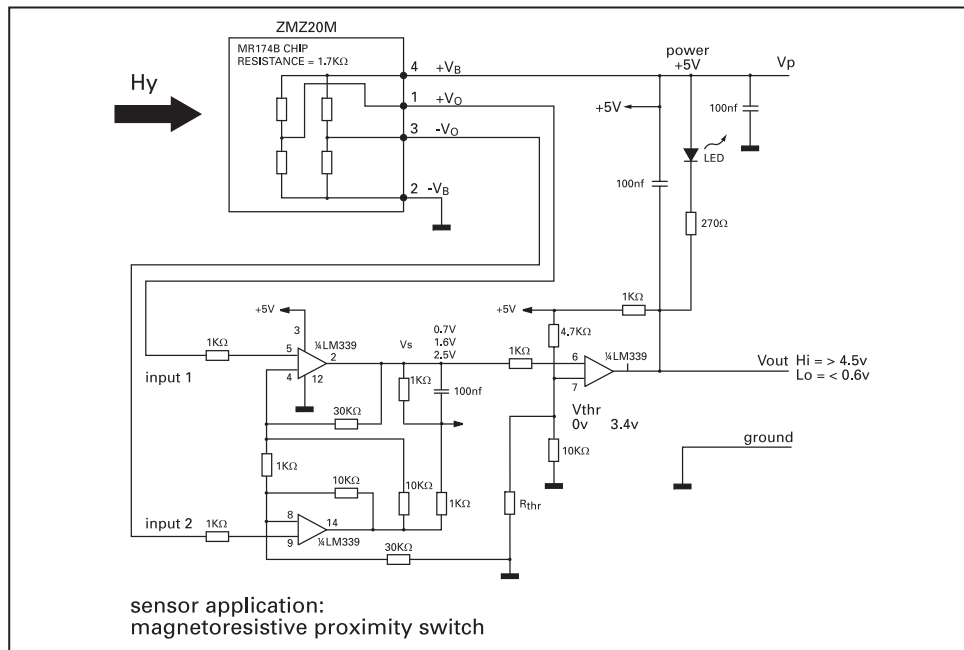 ZMZ20M
MR174B CHIP
RESISTANCE = 1.7KΩ
Hy
4 +VB
1 +VO
3 -VO
2 -VB
power
+5V
Vp
+5V
100nf
LED
100nf
270Ω
+5V
3
1KΩ
5
¼LM339
2
4
12
input 1
Vs
0.7V
1.6V
2.5V
1KΩ
100nf
30KΩ
+5V
1KΩ
4.7KΩ
1KΩ
6
¼LM339
7
Vout Hi = > 4.5v
Lo = < 0.6v
Vthr
0v 3.4v
10KΩ
ground
1KΩ
10KΩ
10KΩ
1KΩ
Rthr
input 2
1KΩ
8
14
9
¼LM339
30KΩ
sensor application:
magnetoresistive proximity switch